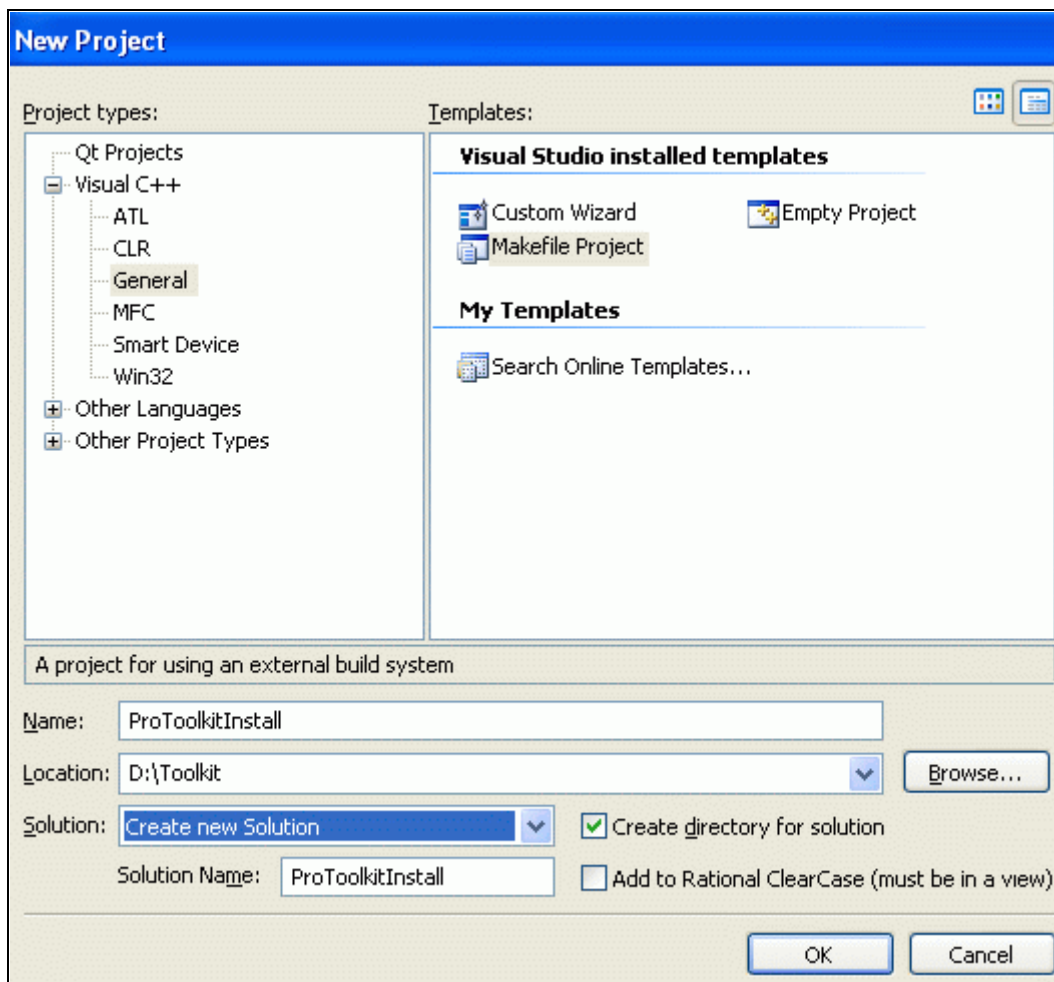 New Project
Project types:
Templates:
Qt Projects
Visual C++
ATL
CLR
General
MFC
Smart Device
Win32
Other Languages
Other Project Types
Visual Studio installed templates
Custom Wizard
Empty Project
Makefile Project
My Templates
Search Online Templates...
A project for using an external build system
Name: ProToolkitInstall
Location: D:\Toolkit
Browse...
Solution: Create new Solution
Create directory for solution
Solution Name: ProToolkitInstall
Add to Rational ClearCase (must be in a view)
OK
Cancel